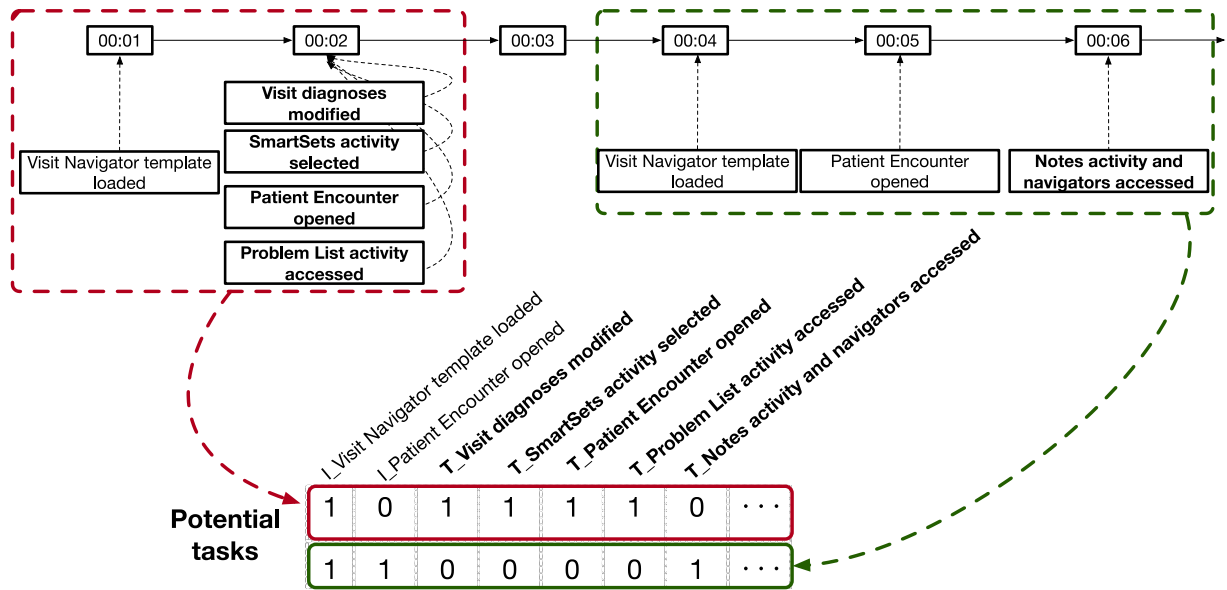 00:01
00:02
00:03
00:04
00:05
00:06
Visit diagnoses
modified
SmartSets activity
selected
Patient Encounter
opened
Problem List activity
accessed
Visit Navigator template
loaded
Visit Navigator template
loaded
Patient Encounter
opened
Notes activity and
navigators accessed
I_Visit Navigator template loaded
I_Patient Encounter opened
T_Visit diagnoses modified
T_SmartSets activity selected
T_Patient Encounter opened
T_Problem List activity accessed
T_Notes activity and navigators accessed
Potential
tasks
1 0 1 1 1 1 0 ···
1 1 0 0 0 0 1 ···